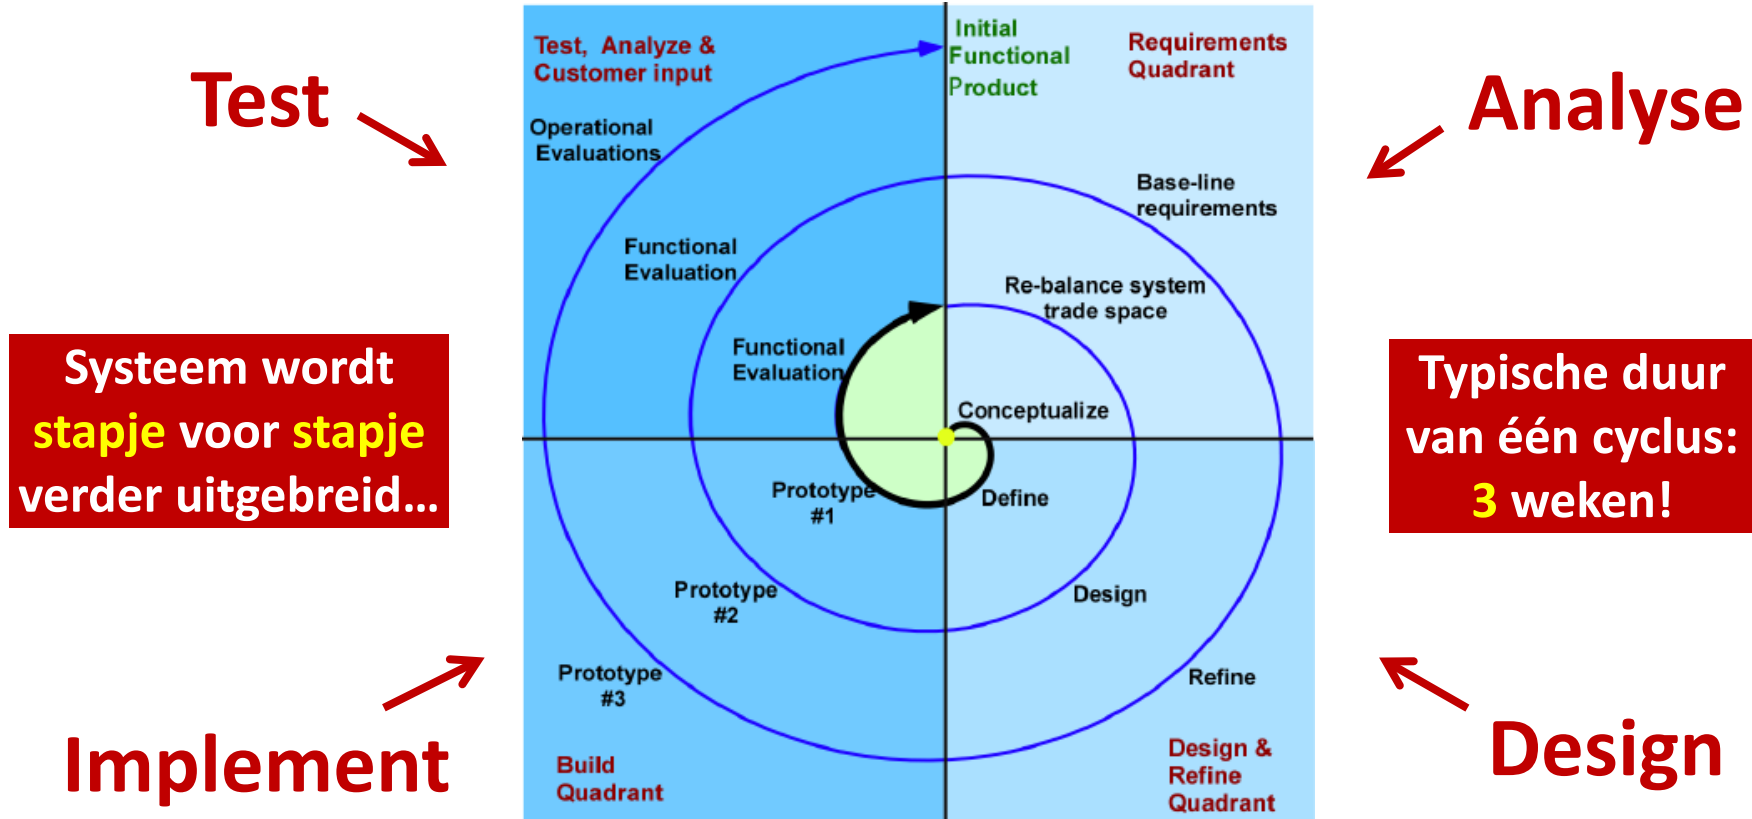 Test
Analyse
Test, Analyze &
Customer input
Initial
Functional
Product
Requirements
Quadrant
Operational
Evaluations
Base-line
requirements
Functional
Evaluation
Re-balance system
trade space
Functional
Evaluation
Conceptualize
Systeem wordt
stapje voor stapje
verder uitgebreid...
Typische duur
van één cyclus:
3 weken!
Prototype
#1
Define
Prototype
#2
Design
Prototype
#3
Refine
Build
Quadrant
Design &
Refine
Quadrant
Implement
Design